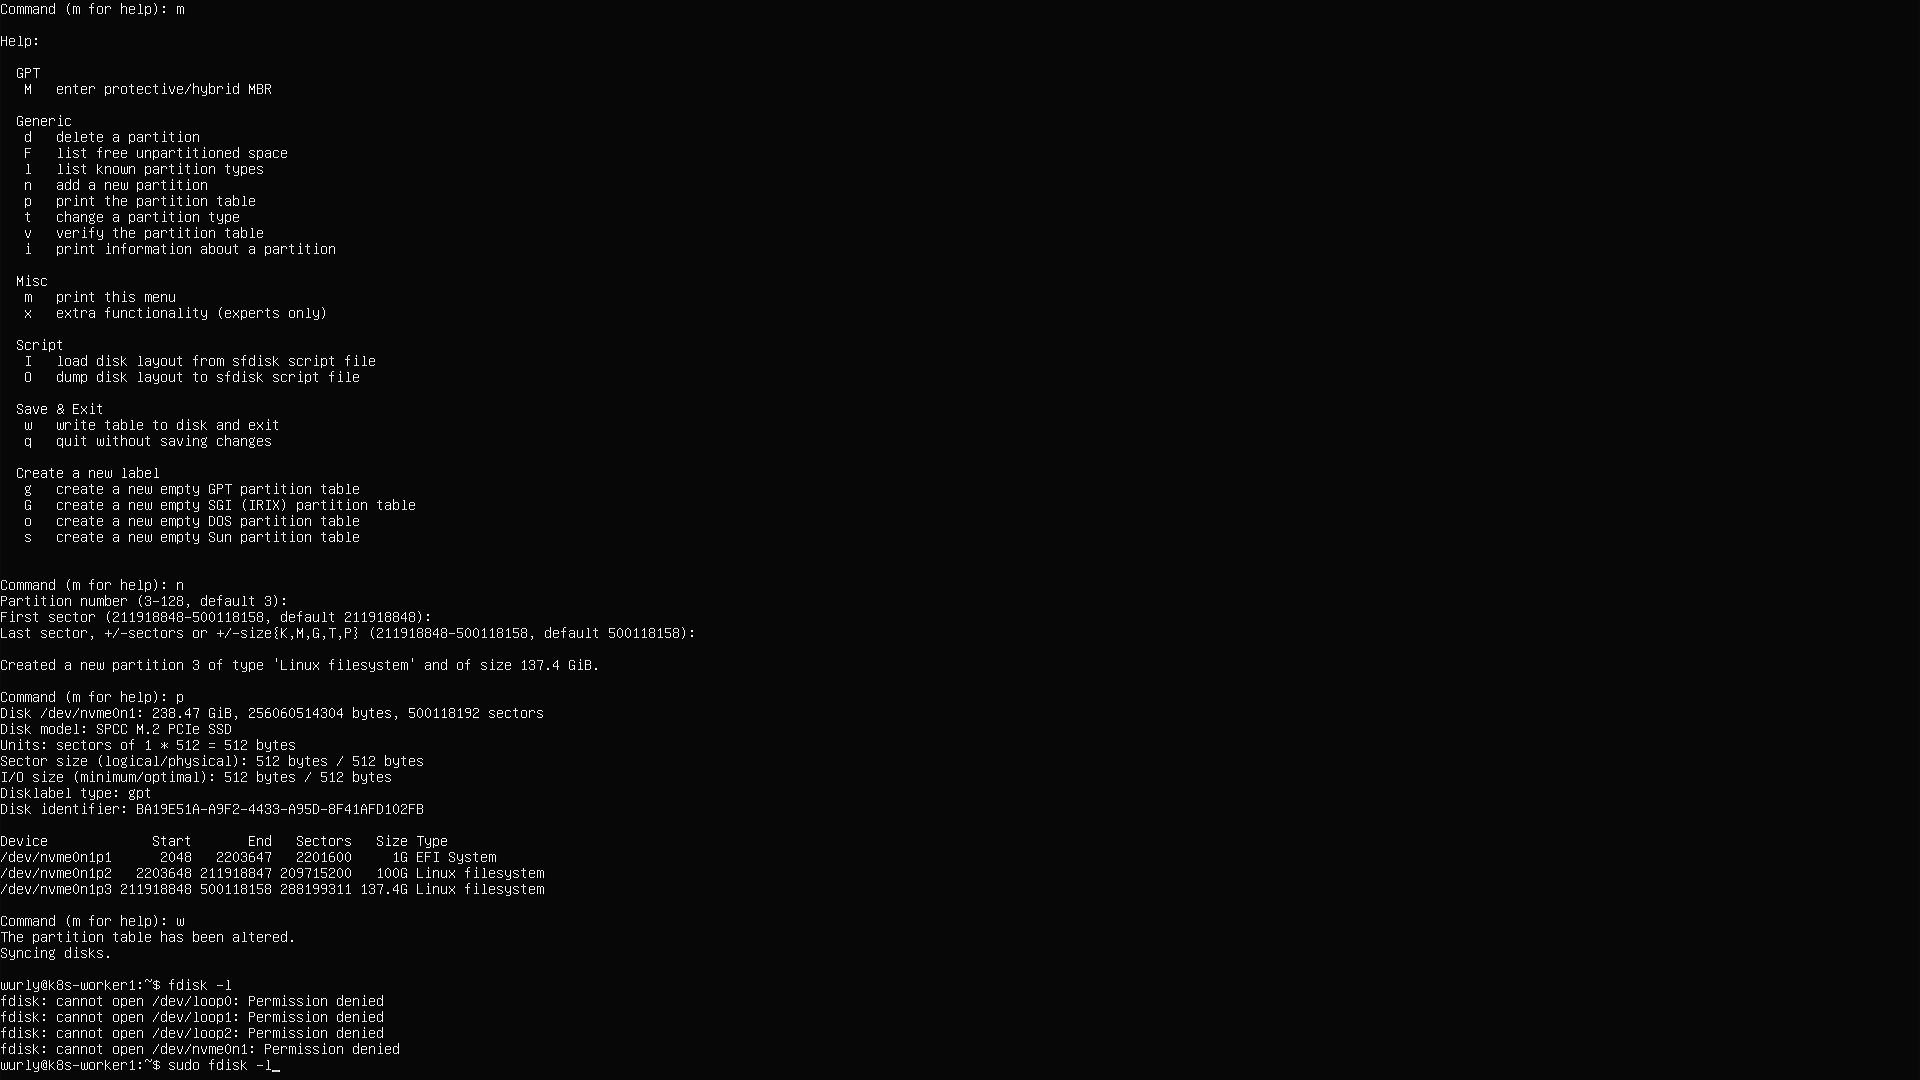 Command (m for help): m

Help:

  GPT
   M   enter protective/hybrid MBR

  Generic
   d   delete a partition
   F   list free unpartitioned space
   l   list known partition types
   n   add a new partition
   p   print the partition table
   t   change a partition type
   v   verify the partition table
   i   print information about a partition

  Misc
   m   print this menu
   x   extra functionality (experts only)

  Script
   I   load disk layout from sfdisk script file
   O   dump disk layout to sfdisk script file

  Save & Exit
   w   write table to disk and exit
   q   quit without saving changes

  Create a new label
   g   create a new empty GPT partition table
   G   create a new empty SGI (IRIX) partition table
   o   create a new empty DOS partition table
   s   create a new empty Sun partition table


Command (m for help): n
Partition number (3-128, default 3):
First sector (211918848-500118158, default 211918848):
Last sector, +/-sectors or +/-size{K,M,G,T,P} (211918848-500118158, default 500118158):

Created a new partition 3 of type 'Linux filesystem' and of size 137.4 GiB.

Command (m for help): p
Disk /dev/nvme0n1: 238.47 GiB, 256060514304 bytes, 500118192 sectors
Disk model: SPCC M.2 PCIe SSD
Units: sectors of 1 * 512 = 512 bytes
Sector size (logical/physical): 512 bytes / 512 bytes
I/O size (minimum/optimal): 512 bytes / 512 bytes
Disklabel type: gpt
Disk identifier: BA19E51A-A9F2-4433-A95D-8F41AFD102FB

Device             Start       End   Sectors   Size Type
/dev/nvme0n1p1      2048   2203647   2201600     1G EFI System
/dev/nvme0n1p2   2203648 211918847 209715200   100G Linux filesystem
/dev/nvme0n1p3 211918848 500118158 288199311 137.4G Linux filesystem

Command (m for help): w
The partition table has been altered.
Syncing disks.

wurly@k8s-worker1:~$ fdisk -l
fdisk: cannot open /dev/loop0: Permission denied
fdisk: cannot open /dev/loop1: Permission denied
fdisk: cannot open /dev/loop2: Permission denied
fdisk: cannot open /dev/nvme0n1: Permission denied
wurly@k8s-worker1:~$ sudo fdisk -l_